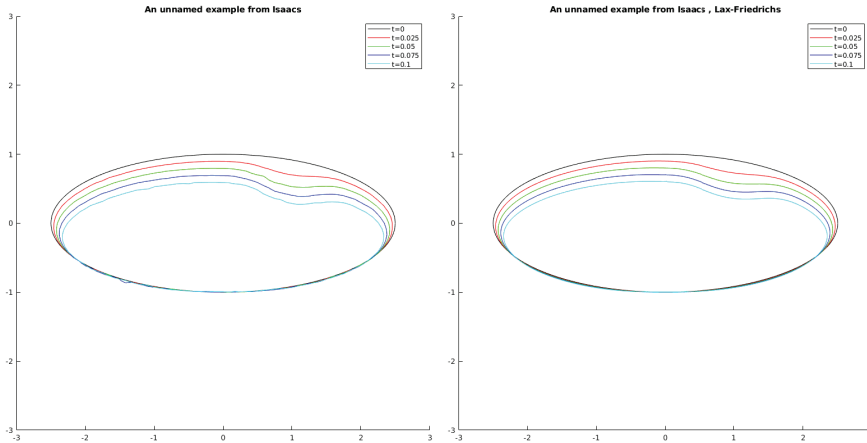 An unnamed example from Isaacs
t=0
t=0.025
t=0.05
t=0.075
t=0.1
3
2
1
0
-1
-2
-3
-3
-2
-1
0
1
2
3
An unnamed example from Isaacs , Lax-Friedrichs
t=0
t=0.025
t=0.05
t=0.075
t=0.1
3
2
1
0
-1
-2
-3
-3
-2
-1
0
1
2